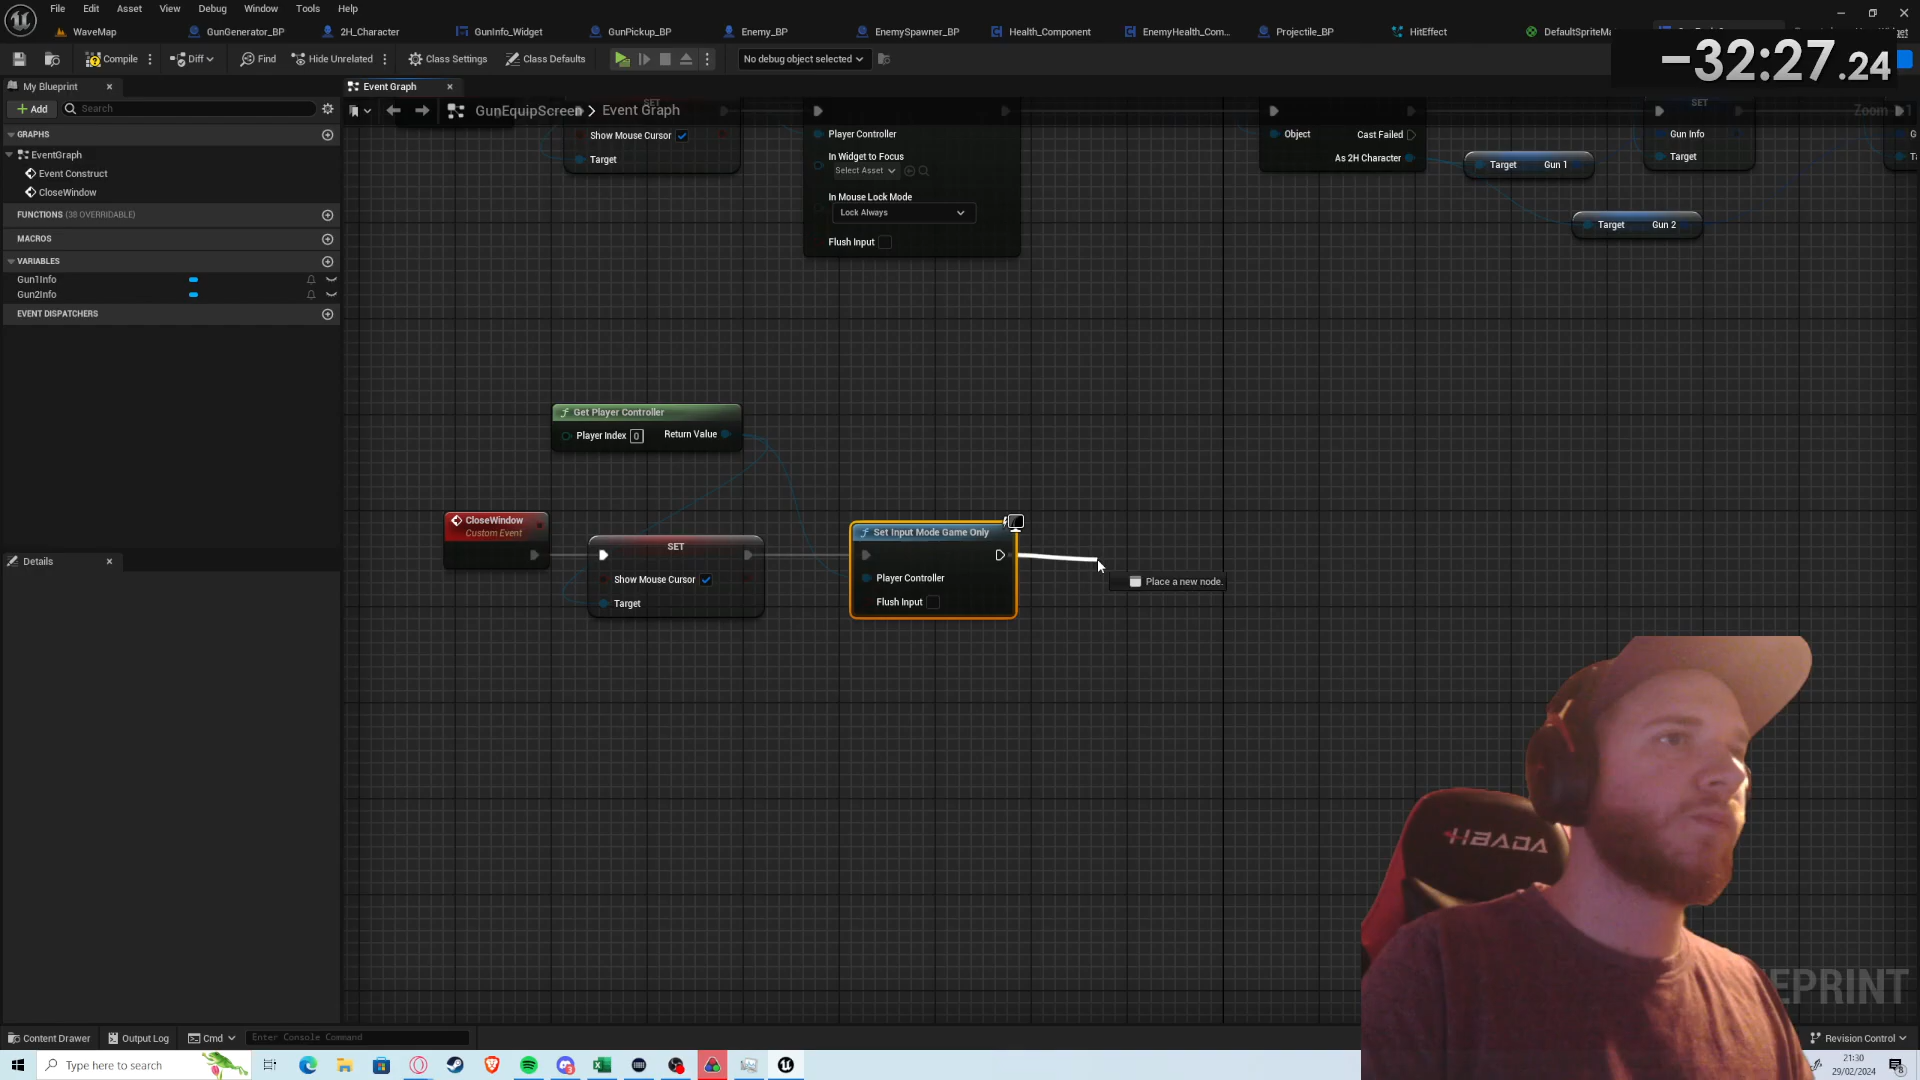 File Edit Asset View Debug Window Tools Help
WaveMap GunGenerator_BP 2H_Character GunInfo_Widget GunPickup_BP Enemy_BP EnemySpawner_BP Health_Component EnemyHealth_Com... Projectile_BP HitEffect DefaultSpriteMa
-32:27.24
Compile Diff Find Hide Unrelated Class Settings Class Defaults No debug object selected
My Blueprint Event Graph
Add Search GunEquipScreen > Event Graph Zoom
GRAPHS
EventGraph
Event Construct
CloseWindow
FUNCTIONS (38 OVERRIDABLE)
MACROS
VARIABLES
Gun1Info
Gun2Info
EVENT DISPATCHERS
Details
SET
Show Mouse Cursor
Target
Player Controller
In Widget to Focus
Select Asset
In Mouse Lock Mode
Lock Always
Flush Input
Object Cast Failed
As 2H Character
Target Gun 1
Target Gun 2
SET
Gun Info
Target
Get Player Controller
Player Index 0 Return Value
CloseWindow
Custom Event
SET
Show Mouse Cursor
Target
Set Input Mode Game Only
Player Controller
Flush Input
Place a new node.
HIBADA
EPRINT
Content Drawer Output Log Cmd Enter Console Command Revision Control
Type here to search
21:30
29/02/2024